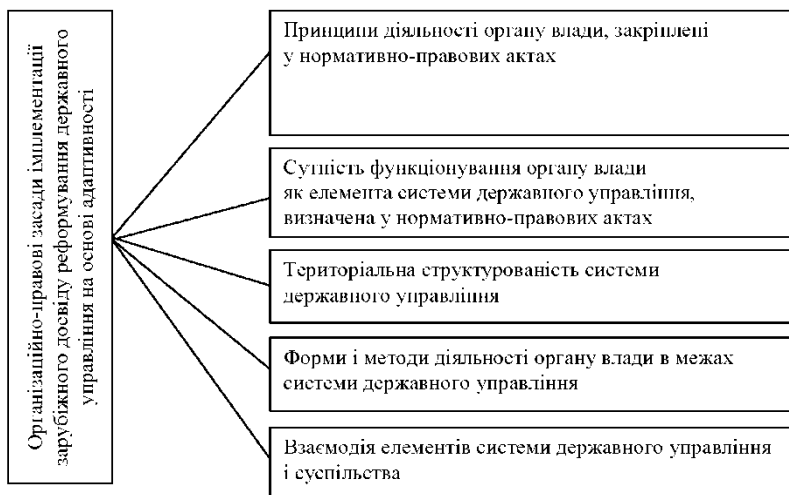 Організаційно-правові засади імплементації
зарубіжного досвіду реформування державного
управління на основі адаптивності
Принципи діяльності органу влади, закріплені
у нормативно-правових актах
Сутність функціонування органу влади
як елемента системи державного управління,
визначена у нормативно-правових актах
Територіальна структурованість системи
державного управління
Форми і методи діяльності органу влади в межах
системи державного управління
Взаємодія елементів системи державного управління
і суспільства